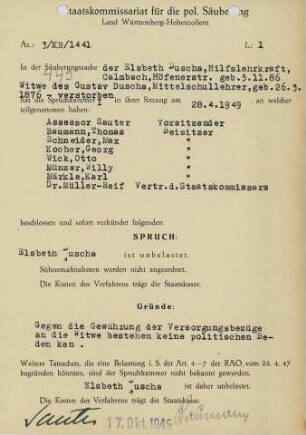 Staatskommissariat für die pol. Säuberung
Land Württemberg-Hohenzollern
Az.: 3/KB/1441 L: 1
In der Säuberungssache der Elsbeth Duscha, Hilfslehrkraft,
Calmbach, Höfenerstr. geb. 5.11.86
Witwe des Gustav Duscha, Mittelschullehrer, geb. 26.3.
1876 - verstorben -
hat die Spruchkammer I in ihrer Sitzung am 28.4.1949 , an welcher
teilgenommen haben:
Assessor Sauter Vorsitzender
Baumann, Thomas Beisitzer
Schneider, Max "
Kocher, Georg "
Wick, Otto "
Münzer, Willy "
Märkle, Karl "
Dr. Müller-Reif Vertr.d.Staatskommissars
beschlossen und sofort verkündet folgenden
SPRUCH:
Elsbeth Duscha ist unbelastet.
Sühnemaßnahmen werden nicht angeordnet.
Die Kosten des Verfahrens trägt die Staatskasse.
Gründe:
Gegen die Gewährung der Versorgungsbezüge
an die Witwe bestehen keine politischen Be-
denken .
Weitere Tatsachen, die eine Belastung i. S. der Art. 4-7 der RAO. vom 25. 4. 47
begründen könnten, sind der Spruchkammer nicht bekannt geworden.
Elsbeth Duscha ist daher unbelastet.
Die Kosten des Verfahrens trägt die Staatskasse.
Sauter 17. Okt. 1949 Baumann